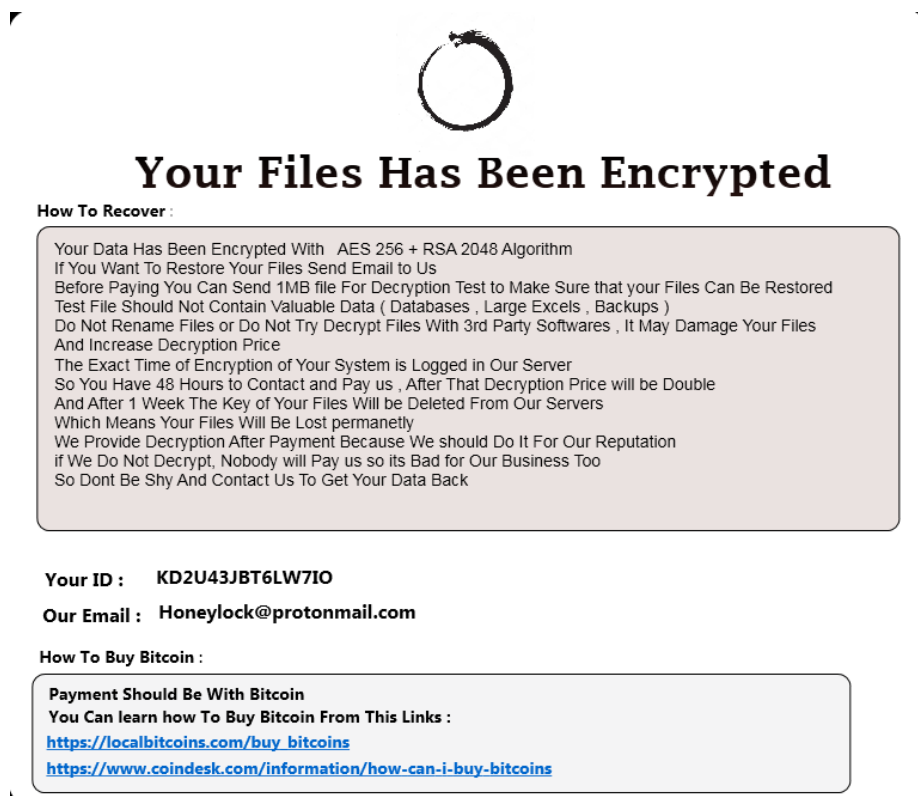 Your Files Has Been Encrypted
How To Recover :
Your Data Has Been Encrypted With AES 256 + RSA 2048 Algorithm
If You Want To Restore Your Files Send Email to Us
Before Paying You Can Send 1MB file For Decryption Test to Make Sure that your Files Can Be Restored
Test File Should Not Contain Valuable Data ( Databases , Large Excels , Backups )
Do Not Rename Files or Do Not Try Decrypt Files With 3rd Party Softwares , It May Damage Your Files
And Increase Decryption Price
The Exact Time of Encryption of Your System is Logged in Our Server
So You Have 48 Hours to Contact and Pay us , After That Decryption Price will be Double
And After 1 Week The Key of Your Files Will be Deleted From Our Servers
Which Means Your Files Will Be Lost permanetly
We Provide Decryption After Payment Because We should Do It For Our Reputation
if We Do Not Decrypt, Nobody will Pay us so its Bad for Our Business Too
So Dont Be Shy And Contact Us To Get Your Data Back
Your ID : KD2U43JBT6LW7IO
Our Email : Honeylock@protonmail.com
How To Buy Bitcoin :
Payment Should Be With Bitcoin
You Can learn how To Buy Bitcoin From This Links :
https://localbitcoins.com/buy_bitcoins
https://www.coindesk.com/information/how-can-i-buy-bitcoins